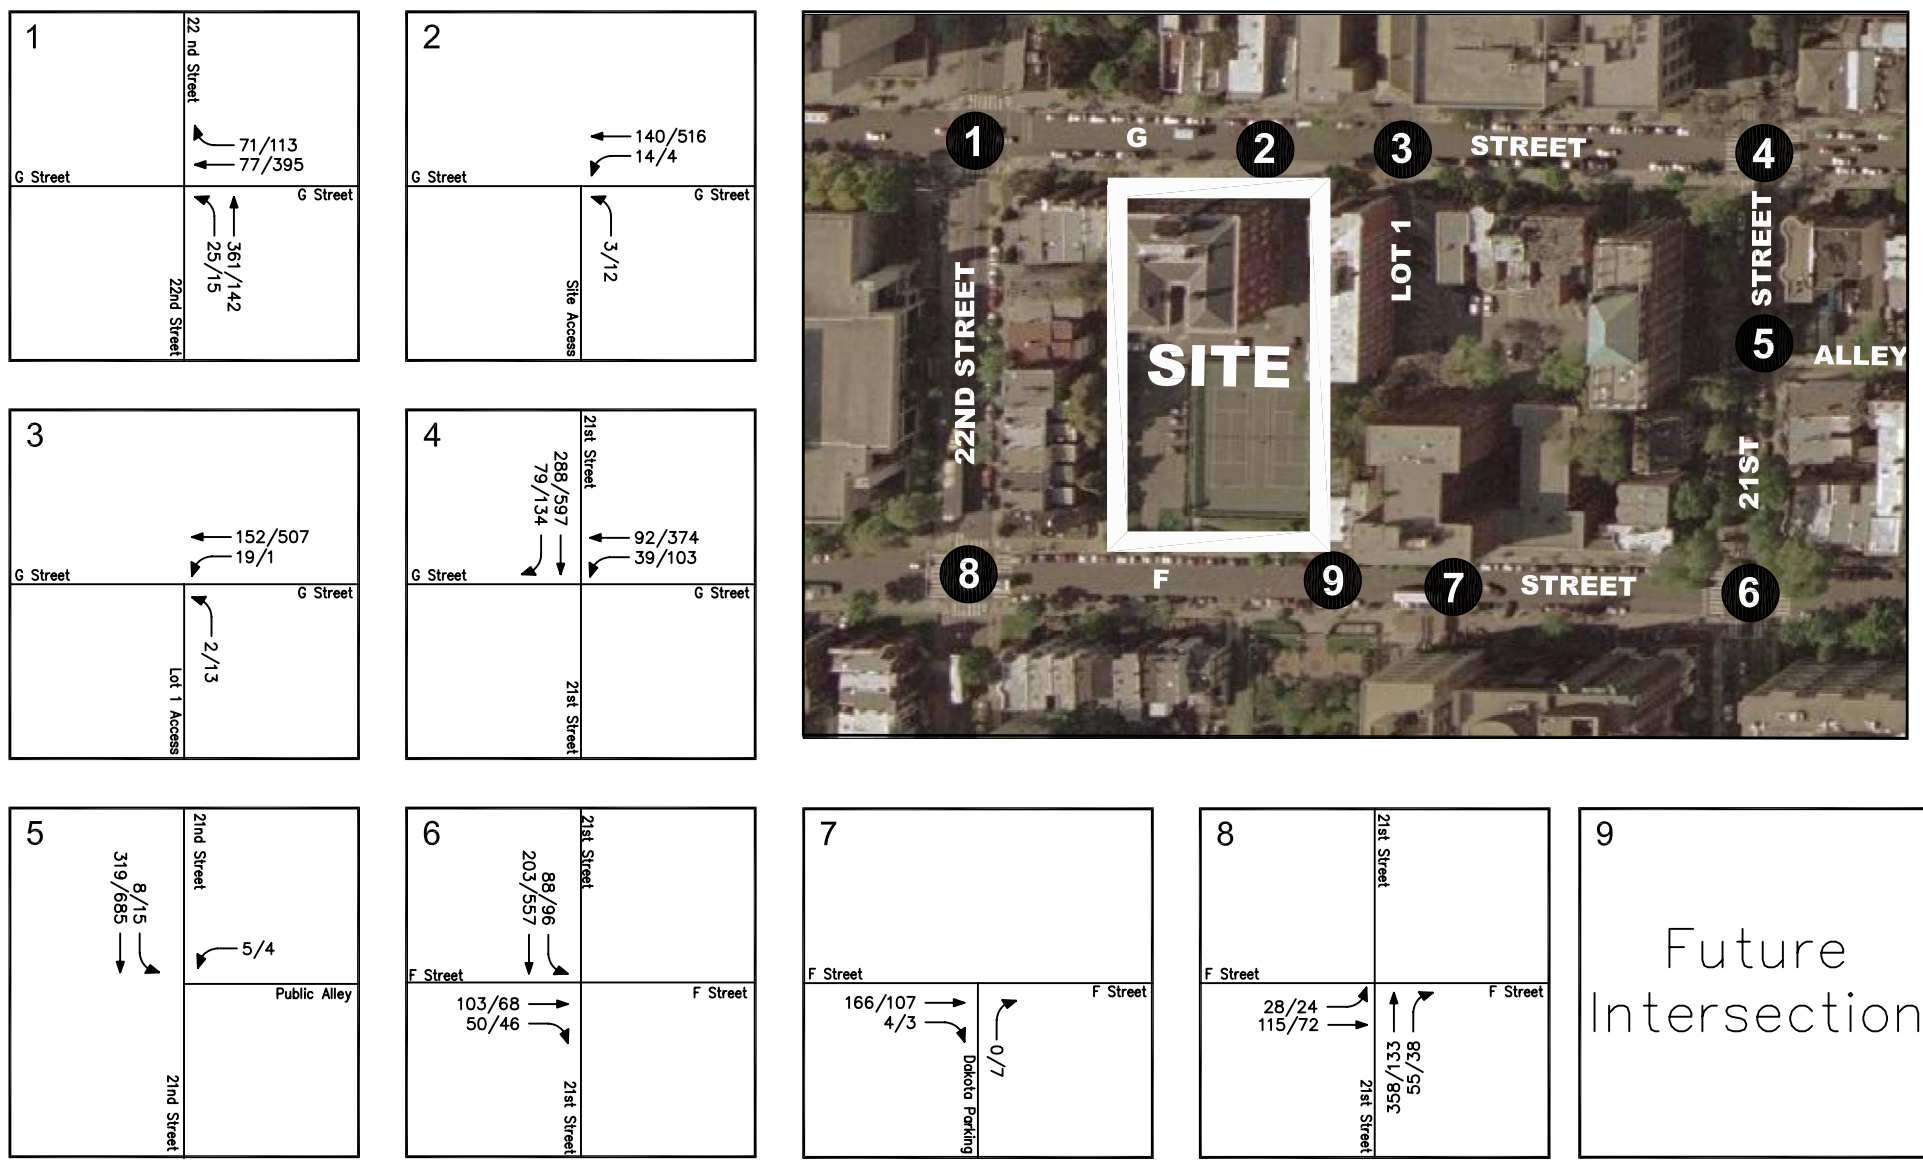 1
22 nd Street
71/113
77/395
G Street
G Street
361/142
25/15
22nd Street
2
140/516
14/4
G Street
G Street
3/12
Site Access
3
152/507
19/1
G Street
G Street
2/13
Lot 1 Access
4
21st Street
288/597
79/134
92/374
39/103
G Street
G Street
21st Street
1
G
2
3
STREET
4
22ND STREET
SITE
LOT 1
21ST STREET
5
ALLEY
8
F
9
7
STREET
6
5
21nd Street
8/15
319/685
5/4
Public Alley
21nd Street
6
21st Street
88/96
203/557
F Street
F Street
103/68
50/46
21st Street
7
F Street
F Street
166/107
4/3
0/7
Dakota Parking
8
21st Street
F Street
F Street
28/24
115/72
358/133
55/38
21st Street
9
Future
Intersection